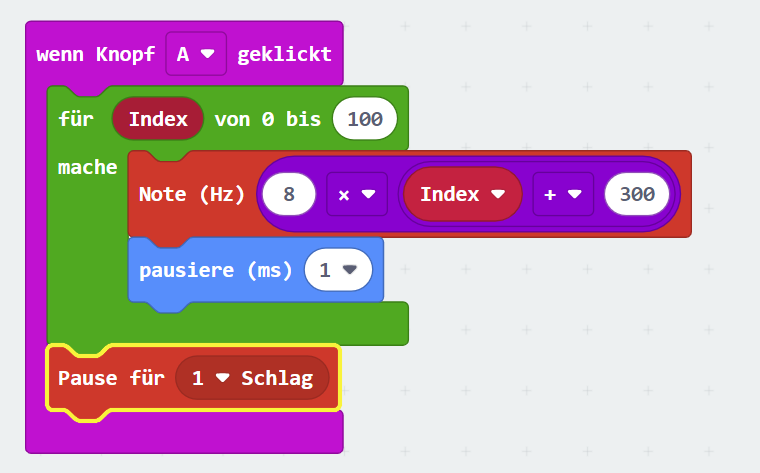 wenn Knopf A geklickt
für Index von 0 bis 100
mache
Note (Hz) 8 × Index + 300
pausiere (ms) 1
Pause für 1 Schlag